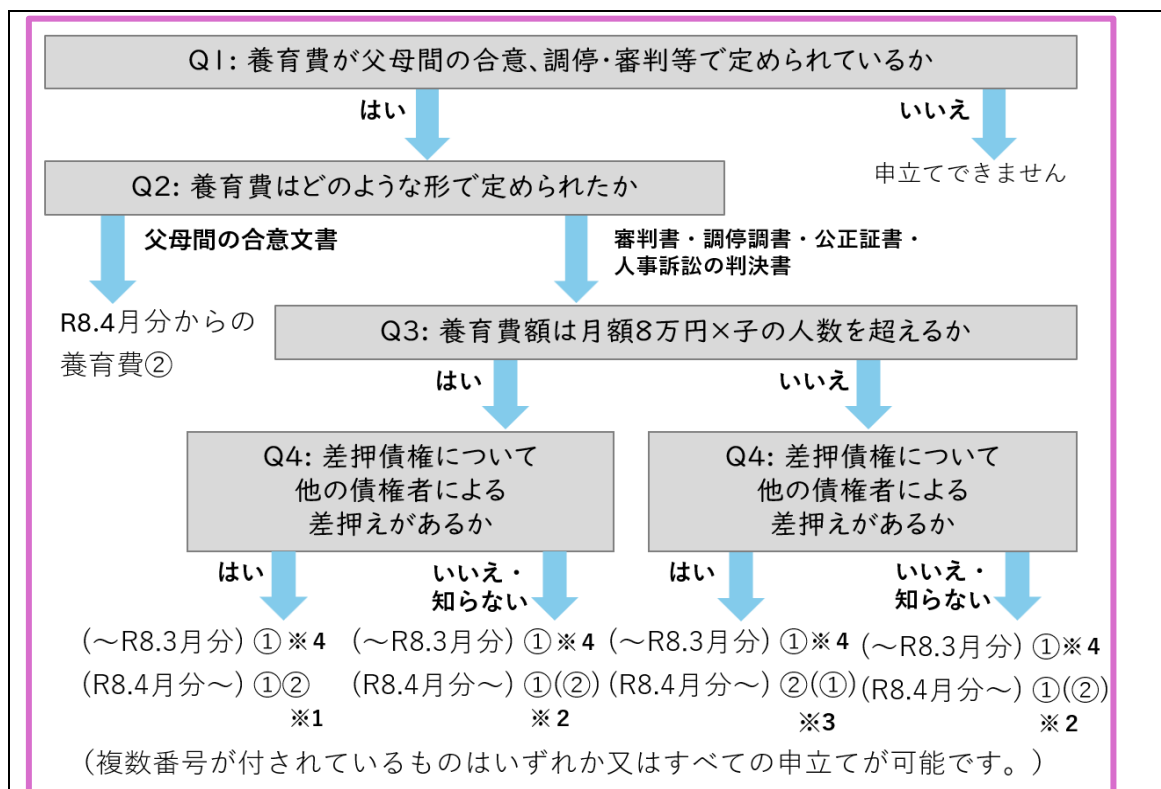 Q1: 養育費が父母間の合意、調停・審判等で定められているか
はい
いいえ
Q2: 養育費はどのような形で定められたか
申立てできません
父母間の合意文書
審判書・調停調書・公正証書・
人事訴訟の判決書
R8.4月分からの
養育費②
Q3: 養育費額は月額8万円×子の人数を超えるか
はい
いいえ
Q4: 差押債権について
他の債権者による
差押えがあるか
Q4: 差押債権について
他の債権者による
差押えがあるか
はい
いいえ・
知らない
はい
いいえ・
知らない
(～R8.3月分) ①※4
(R8.4月分～) ①②
※1
(～R8.3月分) ①※4
(R8.4月分～) ①(②)
※2
(～R8.3月分) ①※4
(R8.4月分～) ②(①)
※3
(～R8.3月分) ①※4
(R8.4月分～) ①(②)
※2
(複数番号が付されているものはいずれか又はすべての申立てが可能です。)